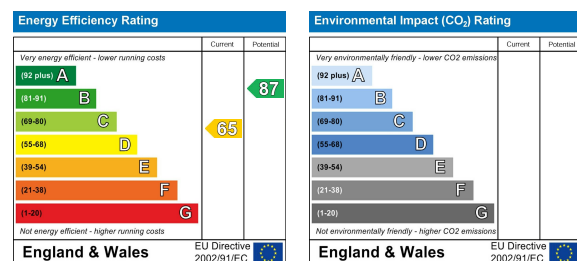 Energy Efficiency Rating
Current Potential
Very energy efficient - lower running costs
(92 plus) A
(81-91) B
(69-80) C
(55-68) D
(39-54) E
(21-38) F
(1-20) G
87
65
Not energy efficient - higher running costs
England & Wales
EU Directive
2002/91/EC
Environmental Impact (CO2) Rating
Current Potential
Very environmentally friendly - lower CO2 emissions
(92 plus) A
(81-91) B
(69-80) C
(55-68) D
(39-54) E
(21-38) F
(1-20) G
Not environmentally friendly - higher CO2 emissions
England & Wales
EU Directive
2002/91/EC